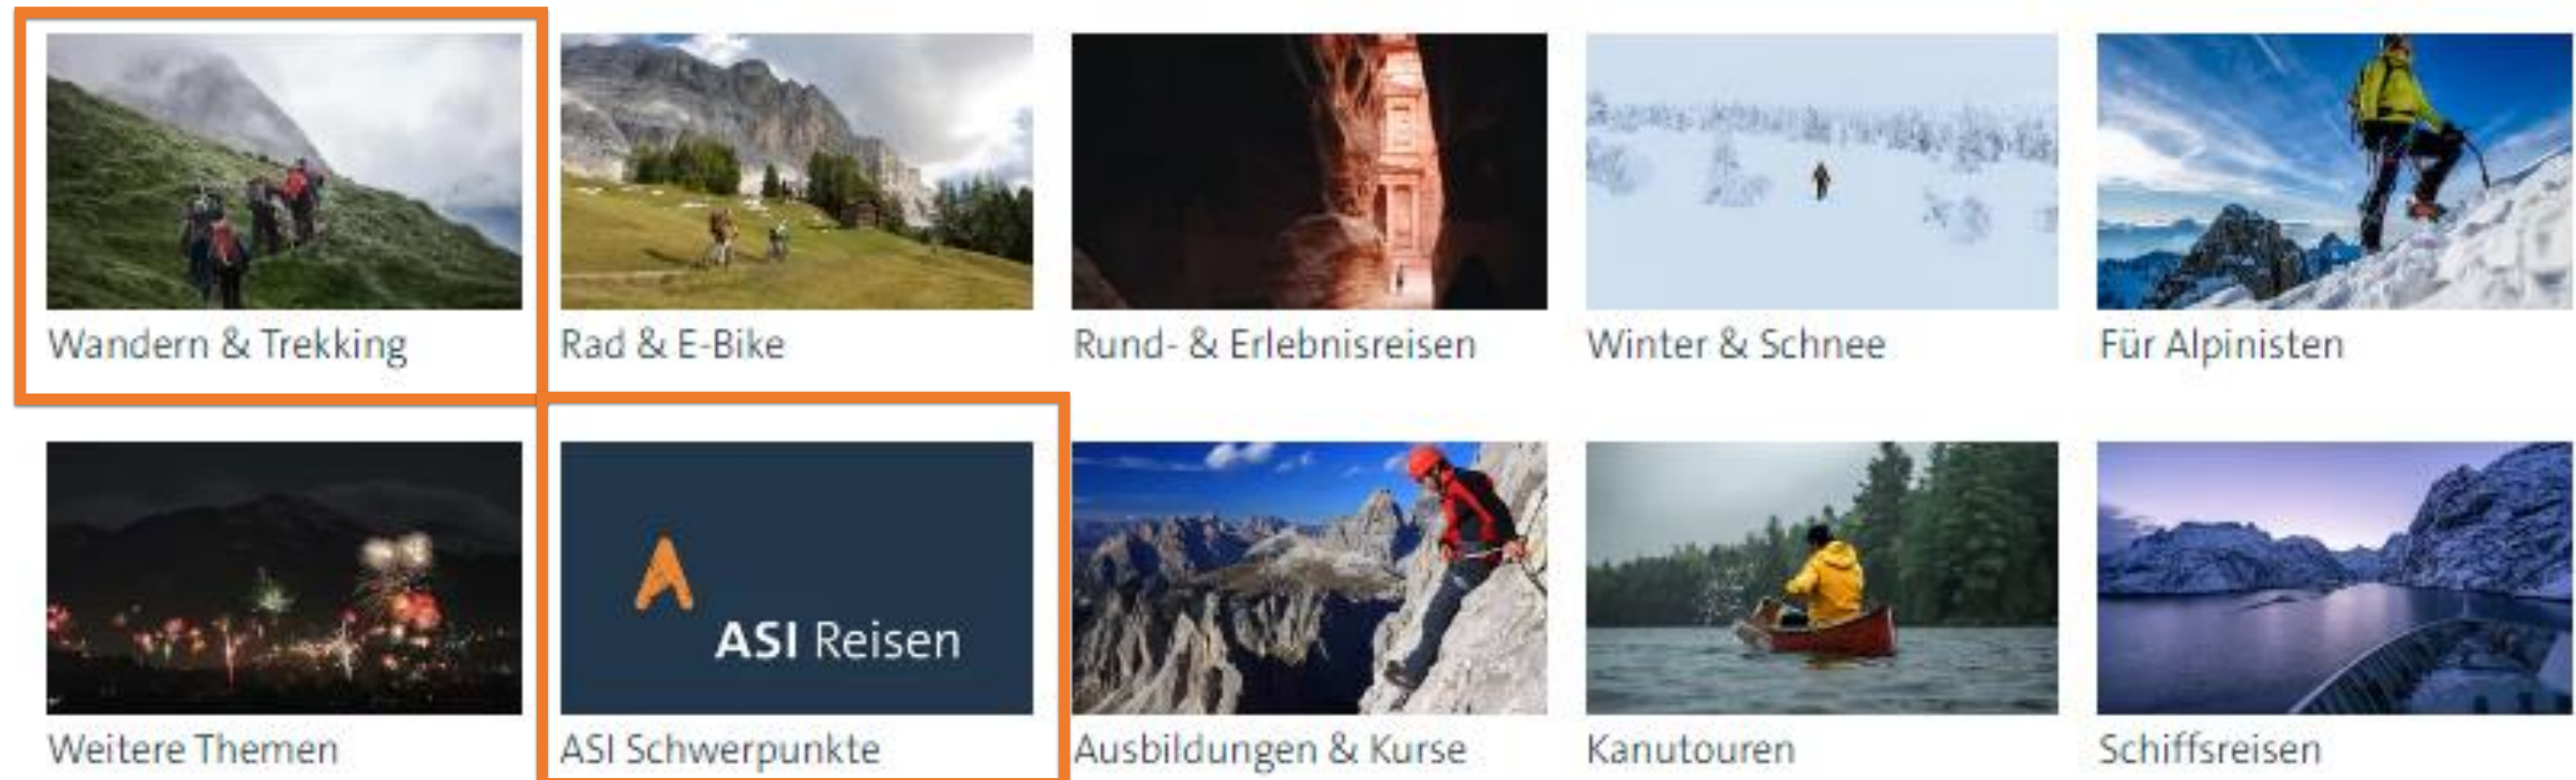 Wandern & Trekking
Rad & E-Bike
Rund- & Erlebnisreisen
Winter & Schnee
Für Alpinisten
ASI Reisen
Weitere Themen
ASI Schwerpunkte
Ausbildungen & Kurse
Kanutouren
Schiffsreisen